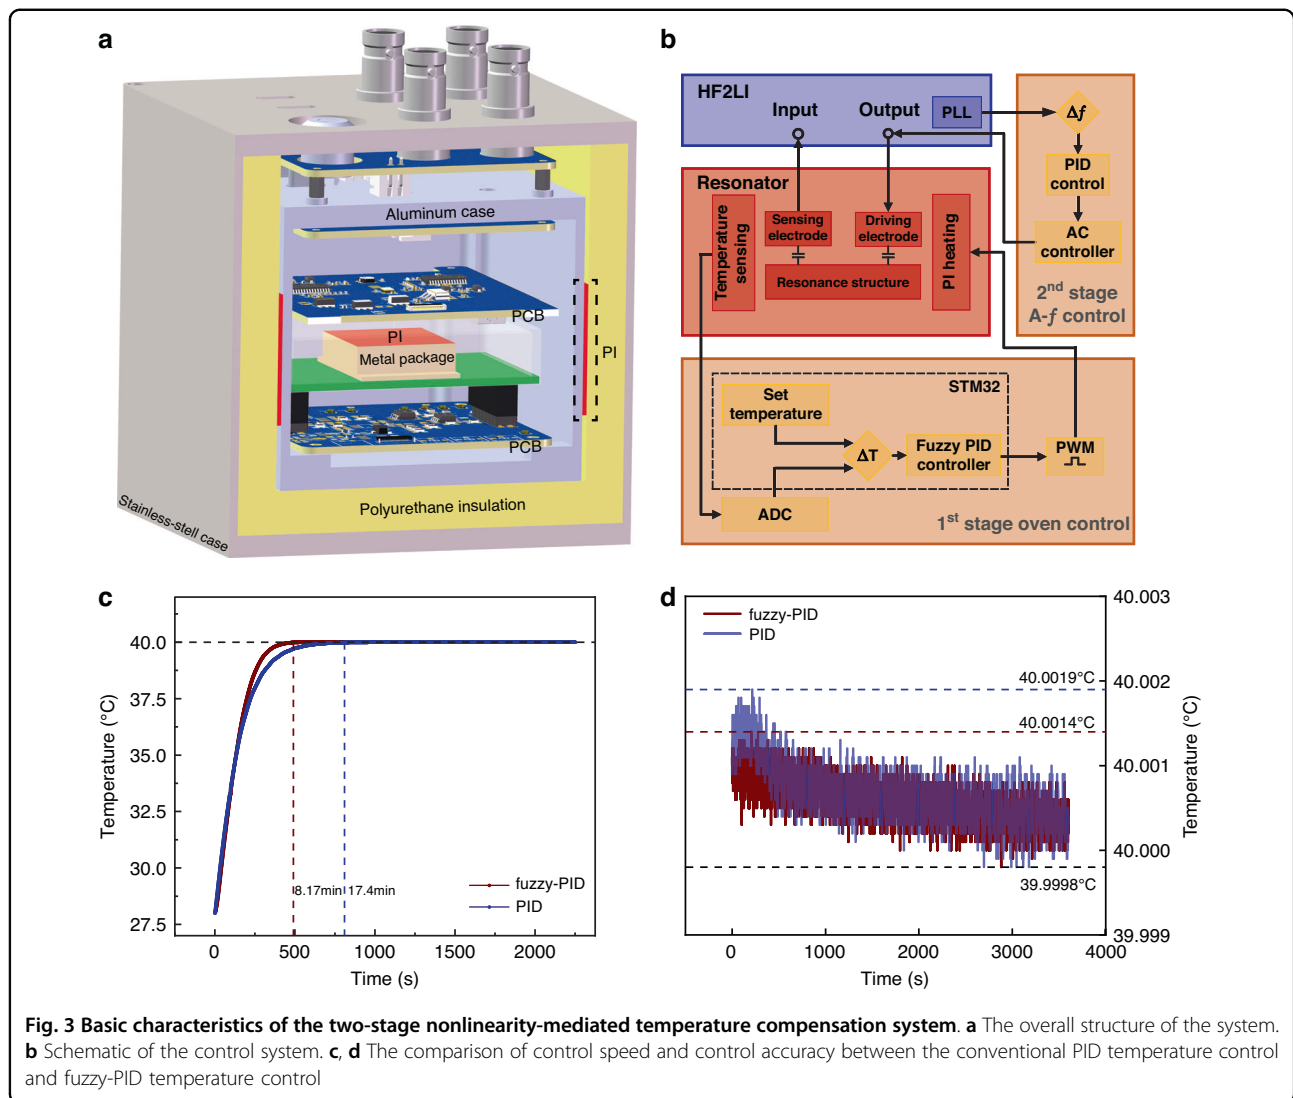 a
Aluminum case
PCB
PI
Metal package
PI
PCB
Polyurethane insulation
Stainless-stell case
b
HF2LI
Input
Output
PLL
Δf
PID
control
AC
controller
2nd stage
A-f control
Resonator
Temperature
sensing
Sensing
electrode
Driving
electrode
Resonance structure
PI heating
STM32
Set
temperature
ΔT
Fuzzy PID
controller
PWM
ADC
1st stage oven control
c
40.0
37.5
35.0
32.5
30.0
27.5
Temperature (°C)
8.17min
17.4min
fuzzy-PID
PID
0
500
1000
1500
2000
Time (s)
d
fuzzy-PID
PID
40.0019°C
40.0014°C
39.9998°C
40.003
40.002
40.001
40.000
39.999
Temperature (°C)
0
1000
2000
3000
4000
Time (s)
Fig. 3 Basic characteristics of the two-stage nonlinearity-mediated temperature compensation system. a The overall structure of the system.
b Schematic of the control system. c, d The comparison of control speed and control accuracy between the conventional PID temperature control
and fuzzy-PID temperature control